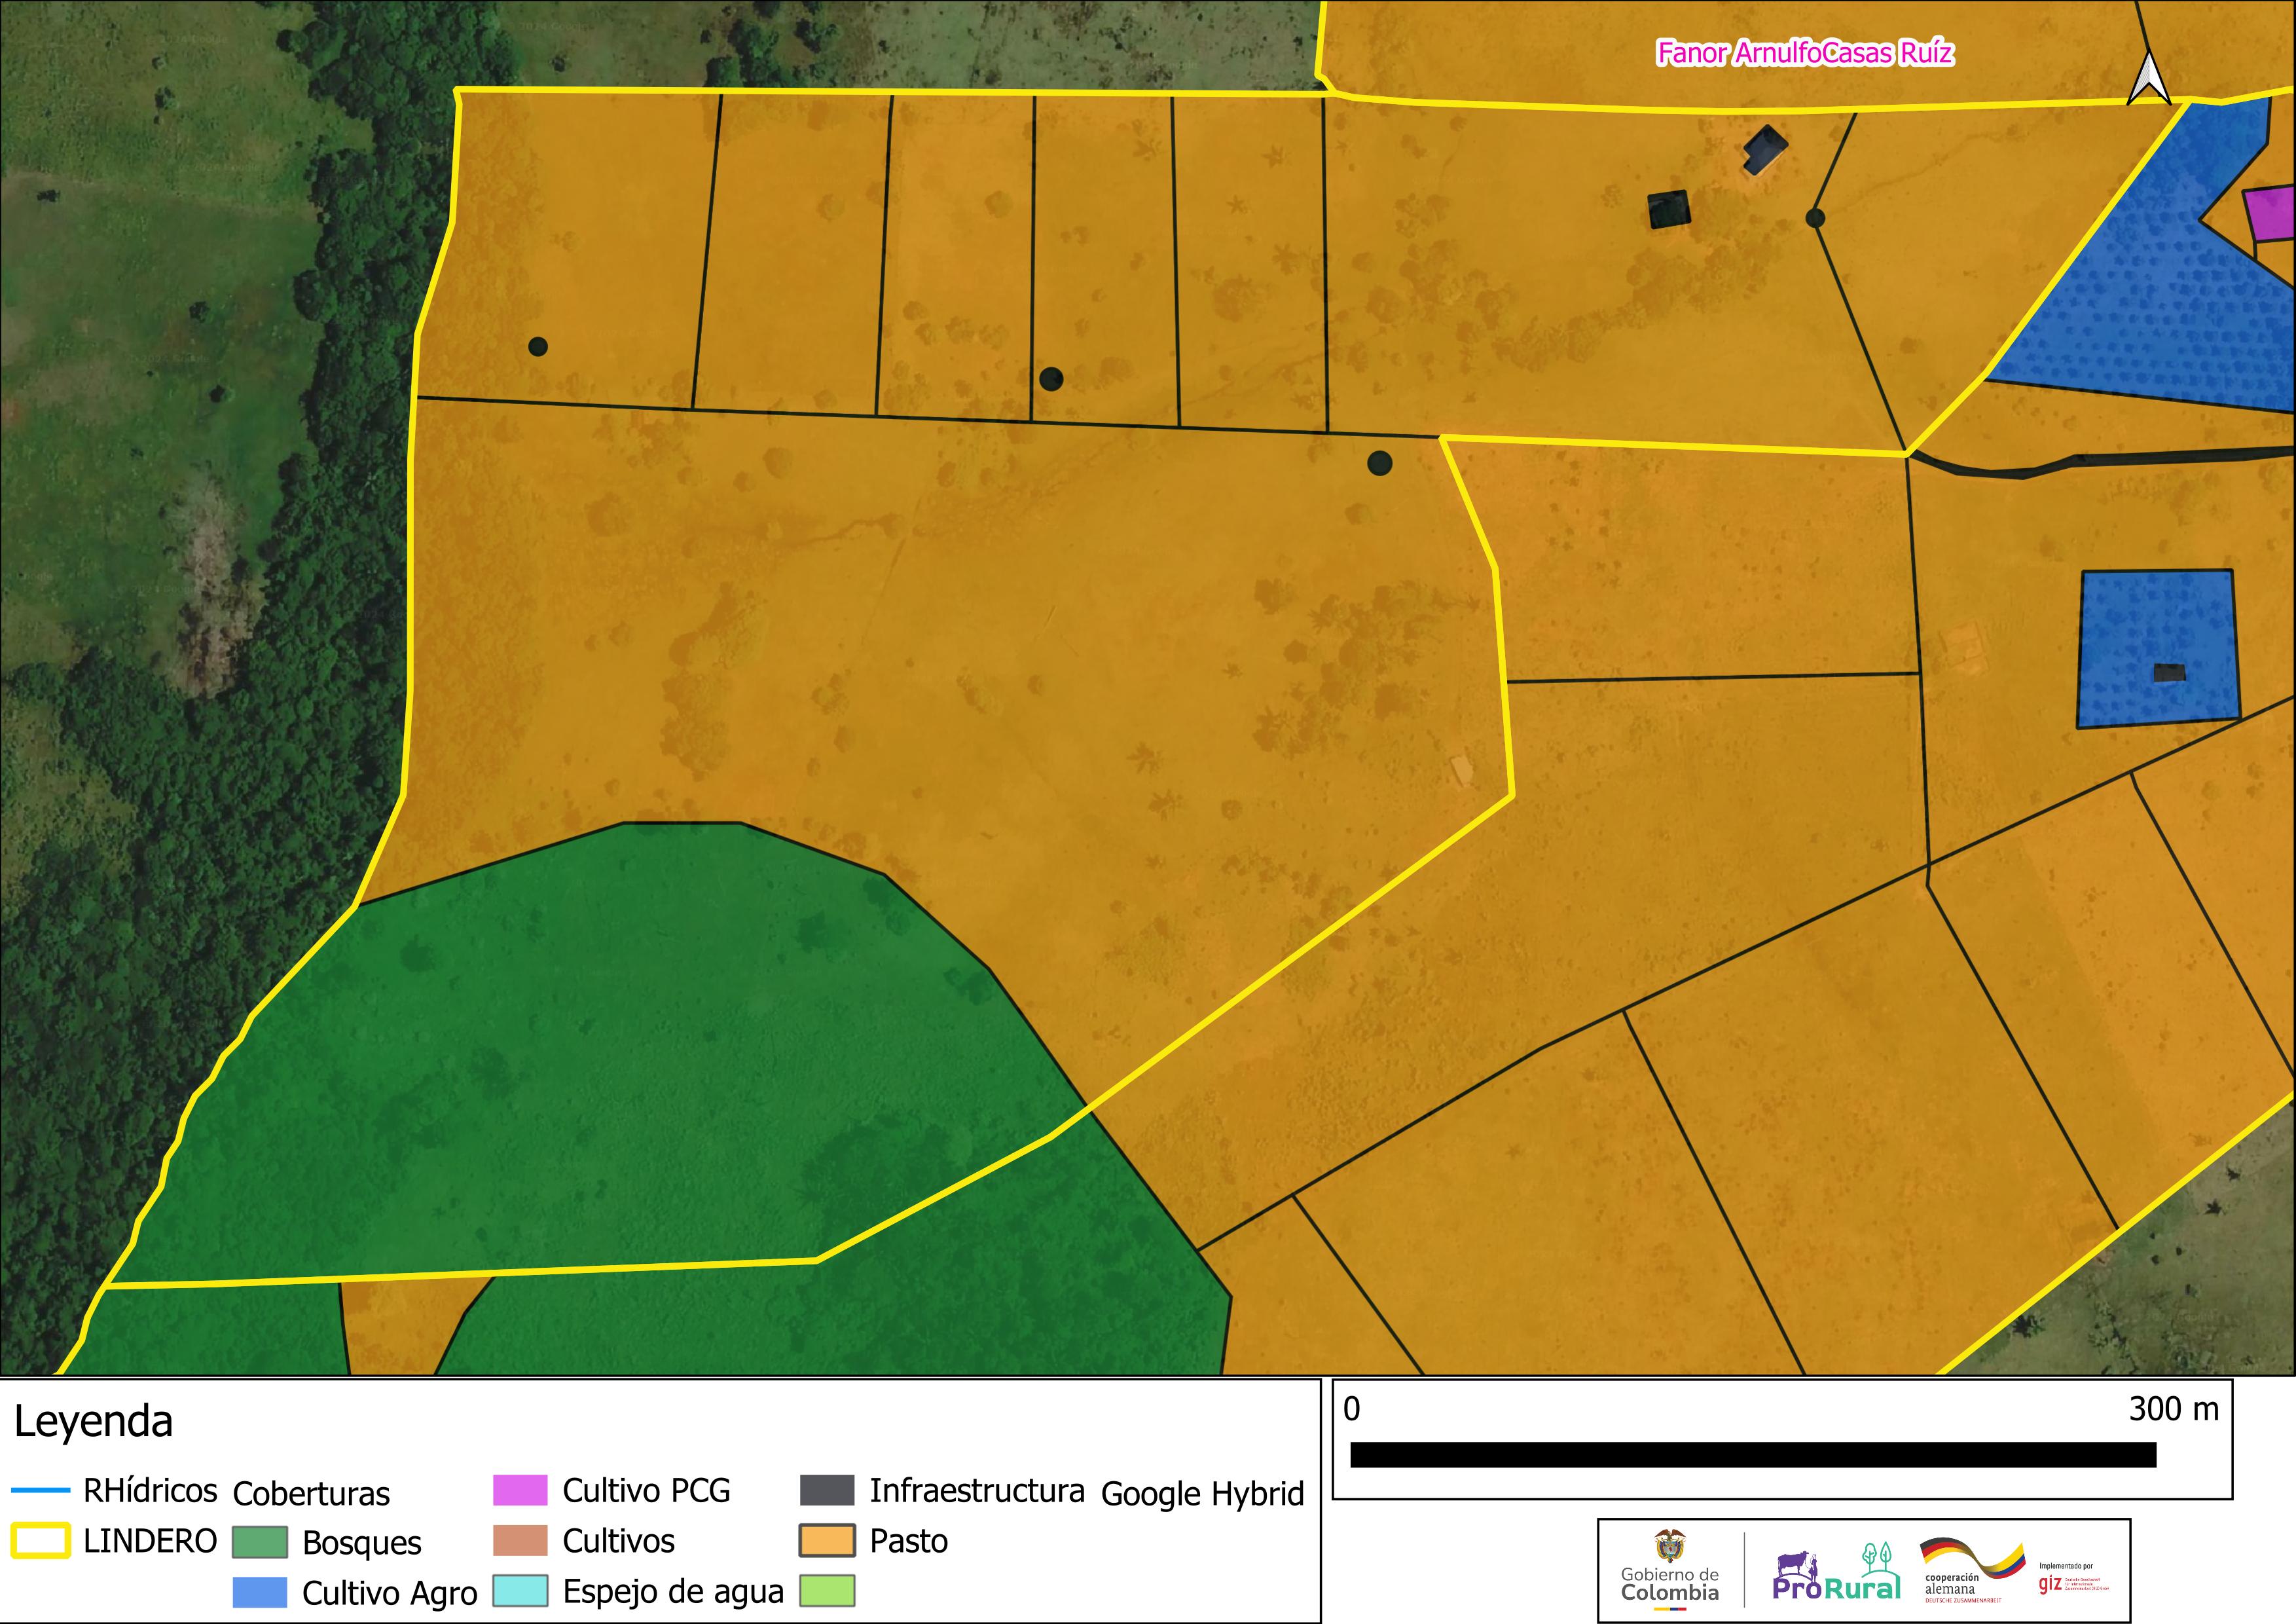 Fanor ArnulfoCasas Ruíz
Leyenda
RHídricos
LINDERO
Coberturas
Bosques
Cultivo Agro
Cultivo PCG
Cultivos
Espejo de agua
Infraestructura
Pasto
Google Hybrid
0 300 m
Gobierno de
Colombia
ProRural
cooperación
alemana
DEUTSCHE ZUSAMMENARBEIT
Implementado por
giz